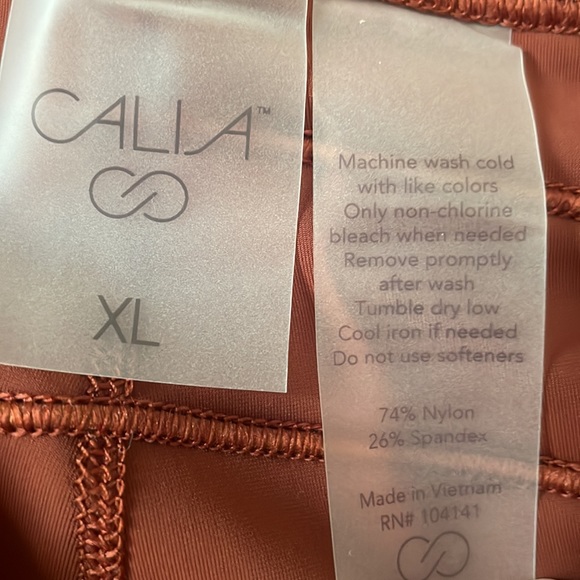 CALIA™
XL
Machine wash cold
with like colors
Only non-chlorine
bleach when needed
Remove promptly
after wash
Tumble dry low
Cool iron if needed
Do not use softeners
74% Nylon
26% Spandex
Made in Vietnam
RN# 104141